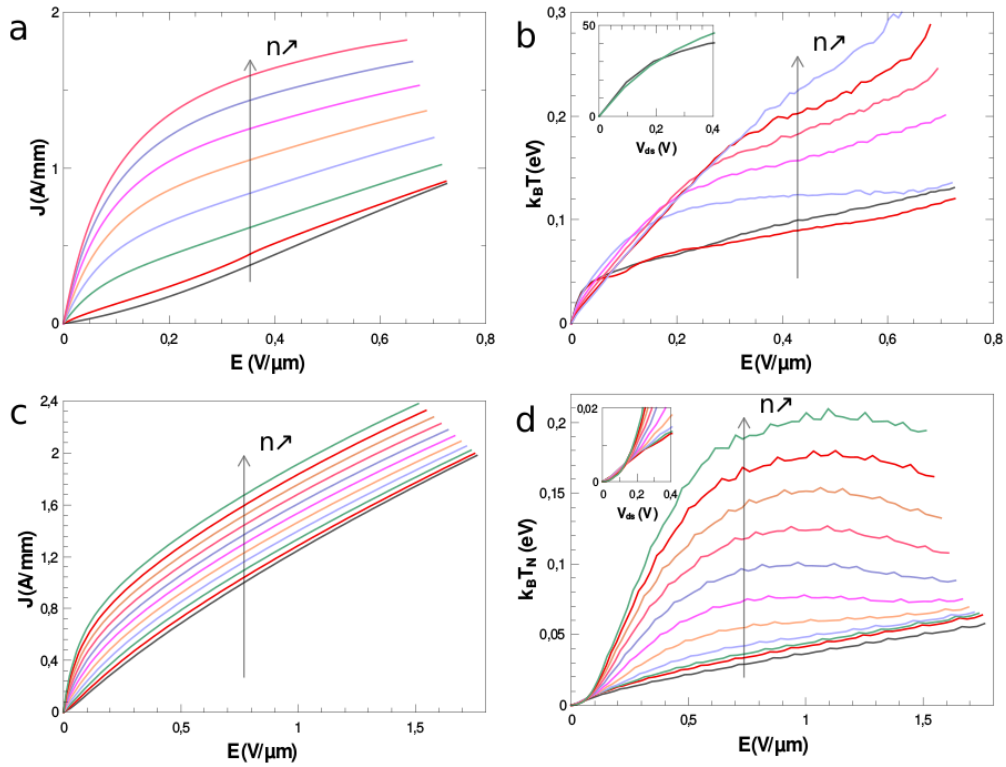 a
n↗
J(A/mm)
2
1
0
0
0,2
0,4
0,6
0,8
E (V/µm)
b
n↗
50
0
0
0,2
0,4
V_ds (V)
k_BT(eV)
0,3
0,2
0,1
0
0
0,2
0,4
0,6
0,8
E (V/µm)
c
n↗
J(A/mm)
2,4
2
1,6
1,2
0,8
0,4
0
0
0,5
1
1,5
E(V/µm)
d
n↗
0,02
0
0
0,2
0,4
V_ds (V)
k_BT_N (eV)
0,2
0,15
0,1
0,05
0
0
0,5
1
1,5
E(V/µm)